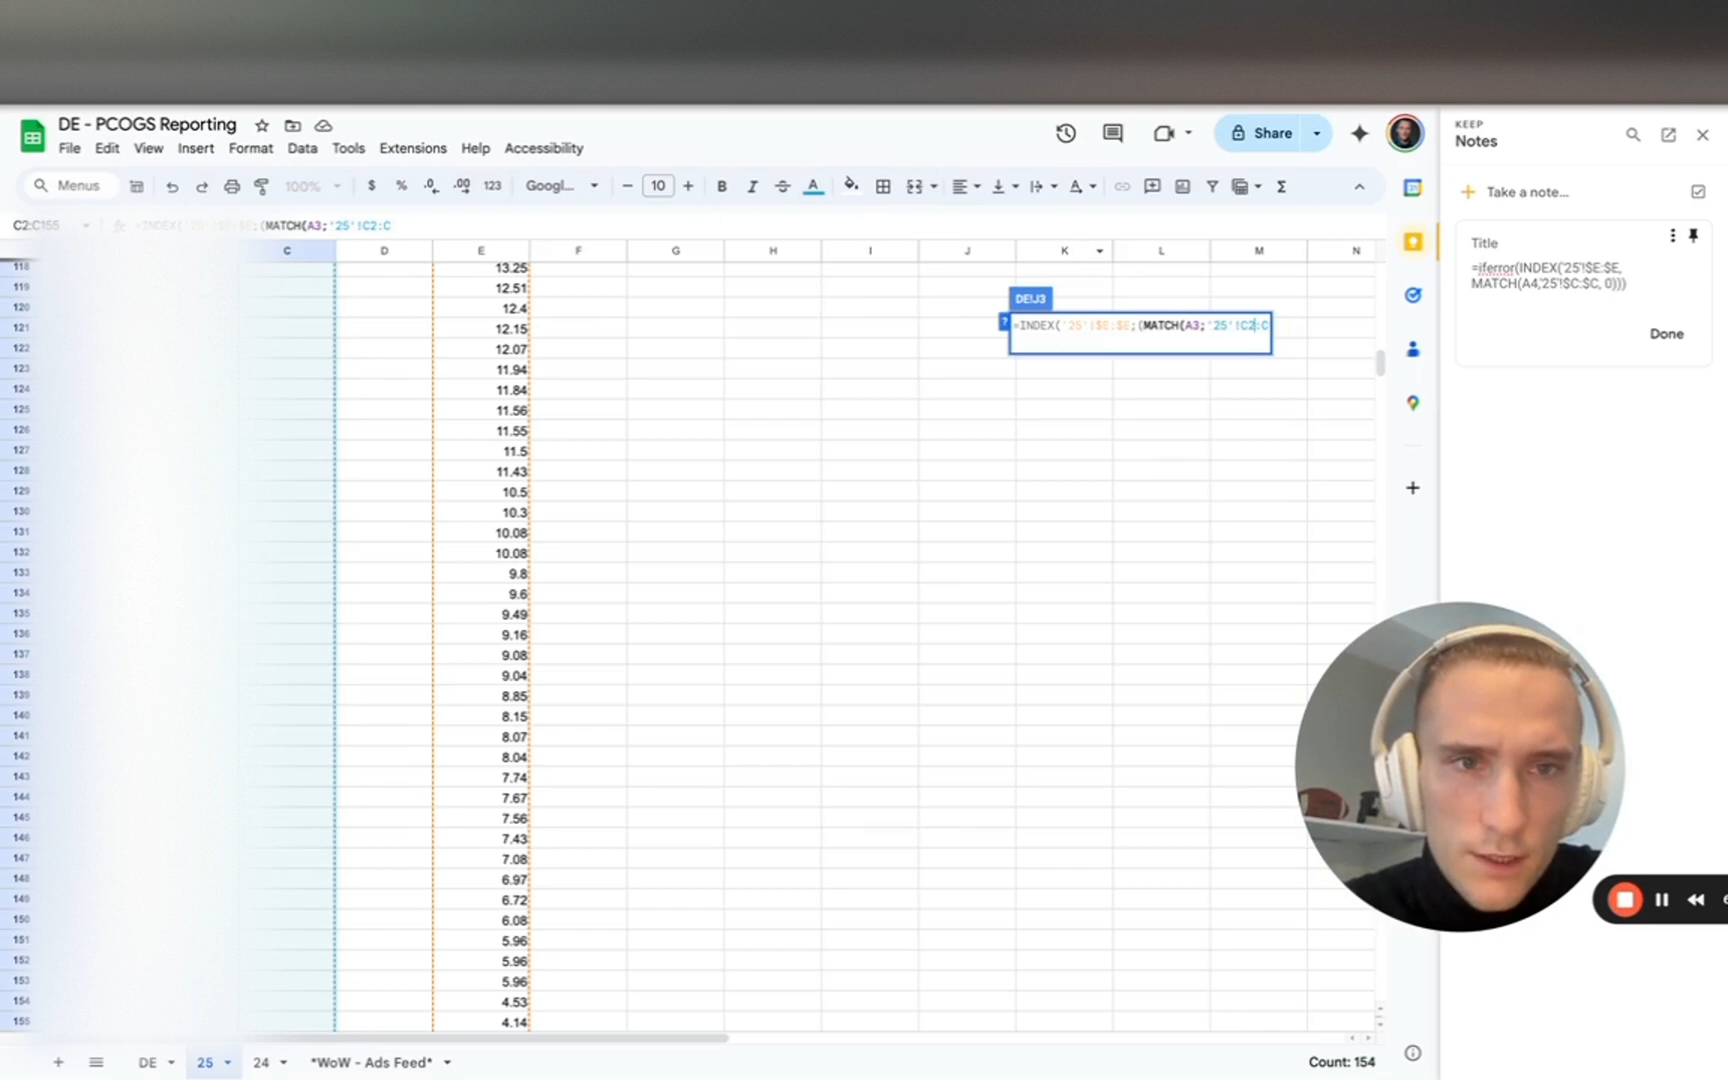 DE - PCOGS Reporting
File Edit View Insert Format Data Tools Extensions Help Accessibility
Share
Menus 100% $ % .0 .00 123 Googl... 10 B I A
C2:C155 =INDEX('25'!$E:$E;(MATCH(A3;'25'!C2:C
C D E F G H I J K L M N
118 13.25
119 12.51
120 12.4
121 12.15
122 12.07
123 11.94
124 11.84
125 11.56
126 11.55
127 11.5
128 11.43
129 10.5
130 10.3
131 10.08
132 10.08
133 9.8
134 9.6
135 9.49
136 9.16
137 9.08
138 9.04
139 8.85
140 8.15
141 8.07
142 8.04
143 7.74
144 7.67
145 7.56
146 7.43
147 7.08
148 6.97
149 6.72
150 6.08
151 5.96
152 5.96
153 5.96
154 4.53
155 4.14
DE!J3
? =INDEX('25'!$E:$E;(MATCH(A3;'25'!C2:C
DE 25 24 *WoW - Ads Feed*
Count: 154
KEEP
Notes
Take a note...
Title
=iferror(INDEX('25'!$E:$E,
MATCH(A4,'25'!$C:$C, 0)))
Done